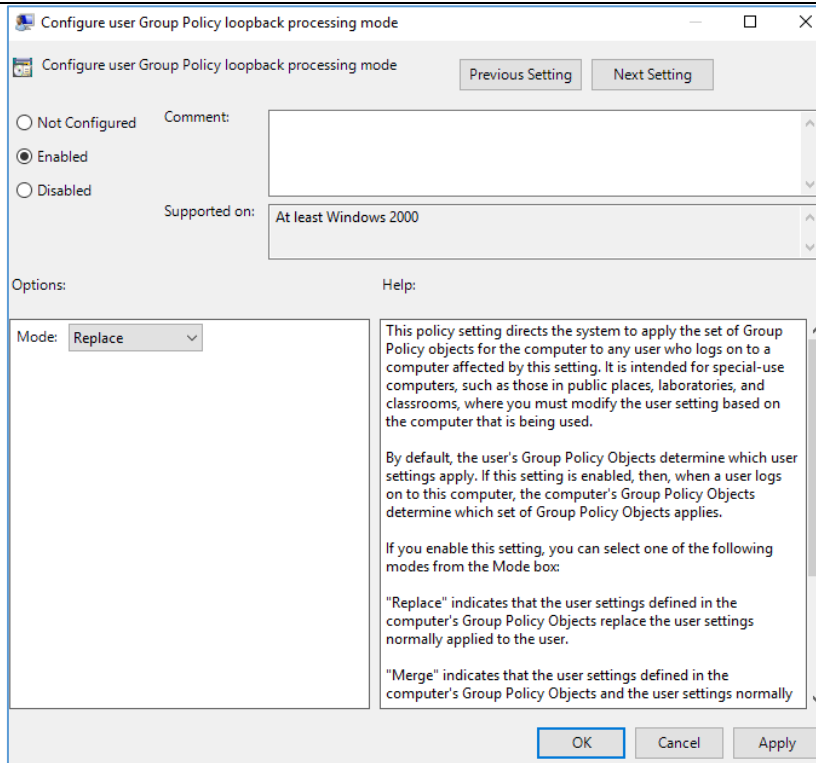 Configure user Group Policy loopback processing mode
Configure user Group Policy loopback processing mode
Previous Setting
Next Setting
Not Configured
Comment:
Enabled
Disabled
Supported on:
At least Windows 2000
Options:
Help:
Mode:
Replace
This policy setting directs the system to apply the set of Group
Policy objects for the computer to any user who logs on to a
computer affected by this setting. It is intended for special-use
computers, such as those in public places, laboratories, and
classrooms, where you must modify the user setting based on
the computer that is being used.
By default, the user's Group Policy Objects determine which user
settings apply. If this setting is enabled, then, when a user logs
on to this computer, the computer's Group Policy Objects
determine which set of Group Policy Objects applies.
If you enable this setting, you can select one of the following
modes from the Mode box:
"Replace" indicates that the user settings defined in the
computer's Group Policy Objects replace the user settings
normally applied to the user.
"Merge" indicates that the user settings defined in the
computer's Group Policy Objects and the user settings normally
OK
Cancel
Apply